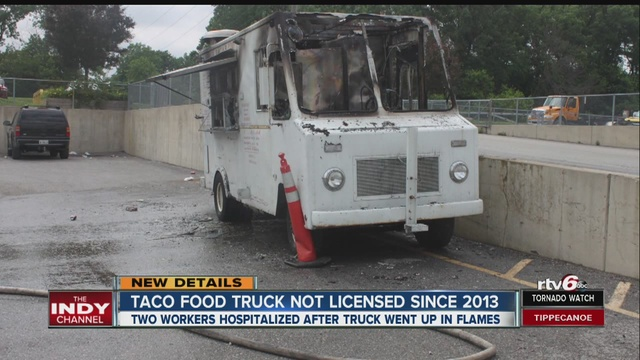 NEW DETAILS
THE INDY CHANNEL
TACO FOOD TRUCK NOT LICENSED SINCE 2013
TWO WORKERS HOSPITALIZED AFTER TRUCK WENT UP IN FLAMES
rtv6 abc
TORNADO WATCH
TIPPECANOE